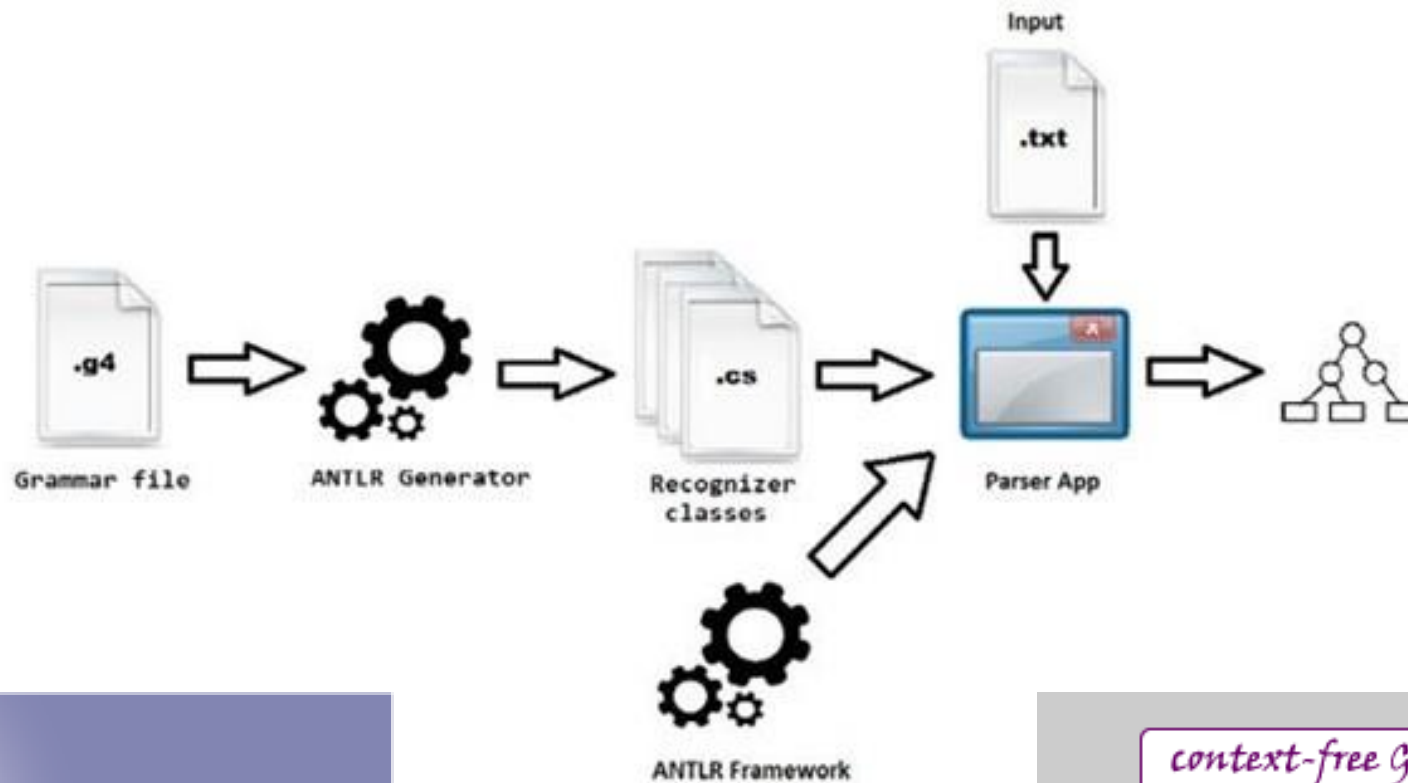 Input
.txt
.g4
.cs
Grammar file
ANTLR Generator
Recognizer
classes
Parser App
ANTLR Framework
context-free